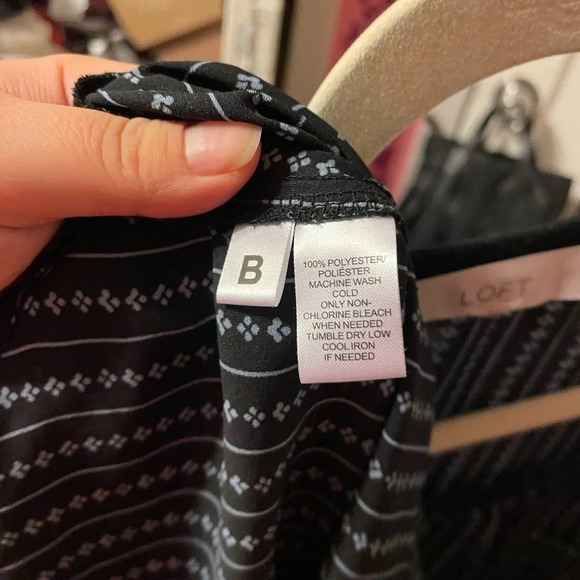 B
100% POLYESTER/
POLIÉSTER
MACHINE WASH
COLD
ONLY NON-
CHLORINE BLEACH
WHEN NEEDED
TUMBLE DRY LOW
COOL IRON
IF NEEDED
LOFT